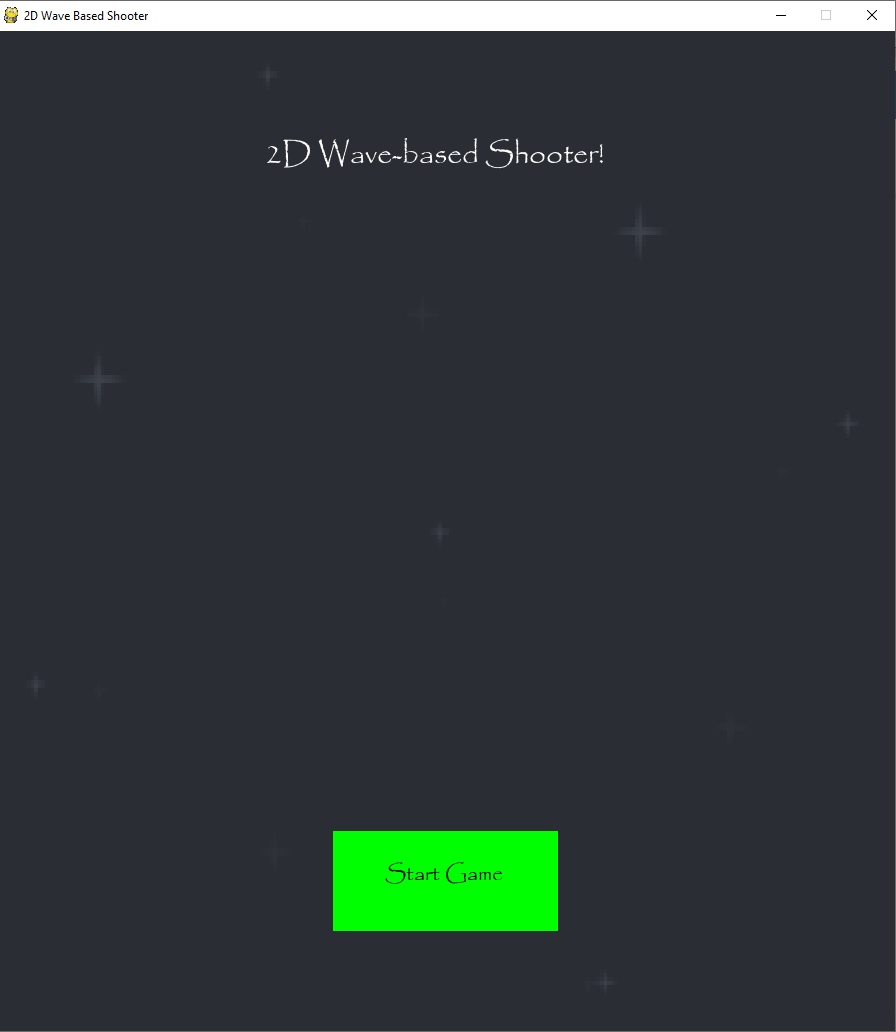 2D Wave Based Shooter
2D Wave-based Shooter!
Start Game